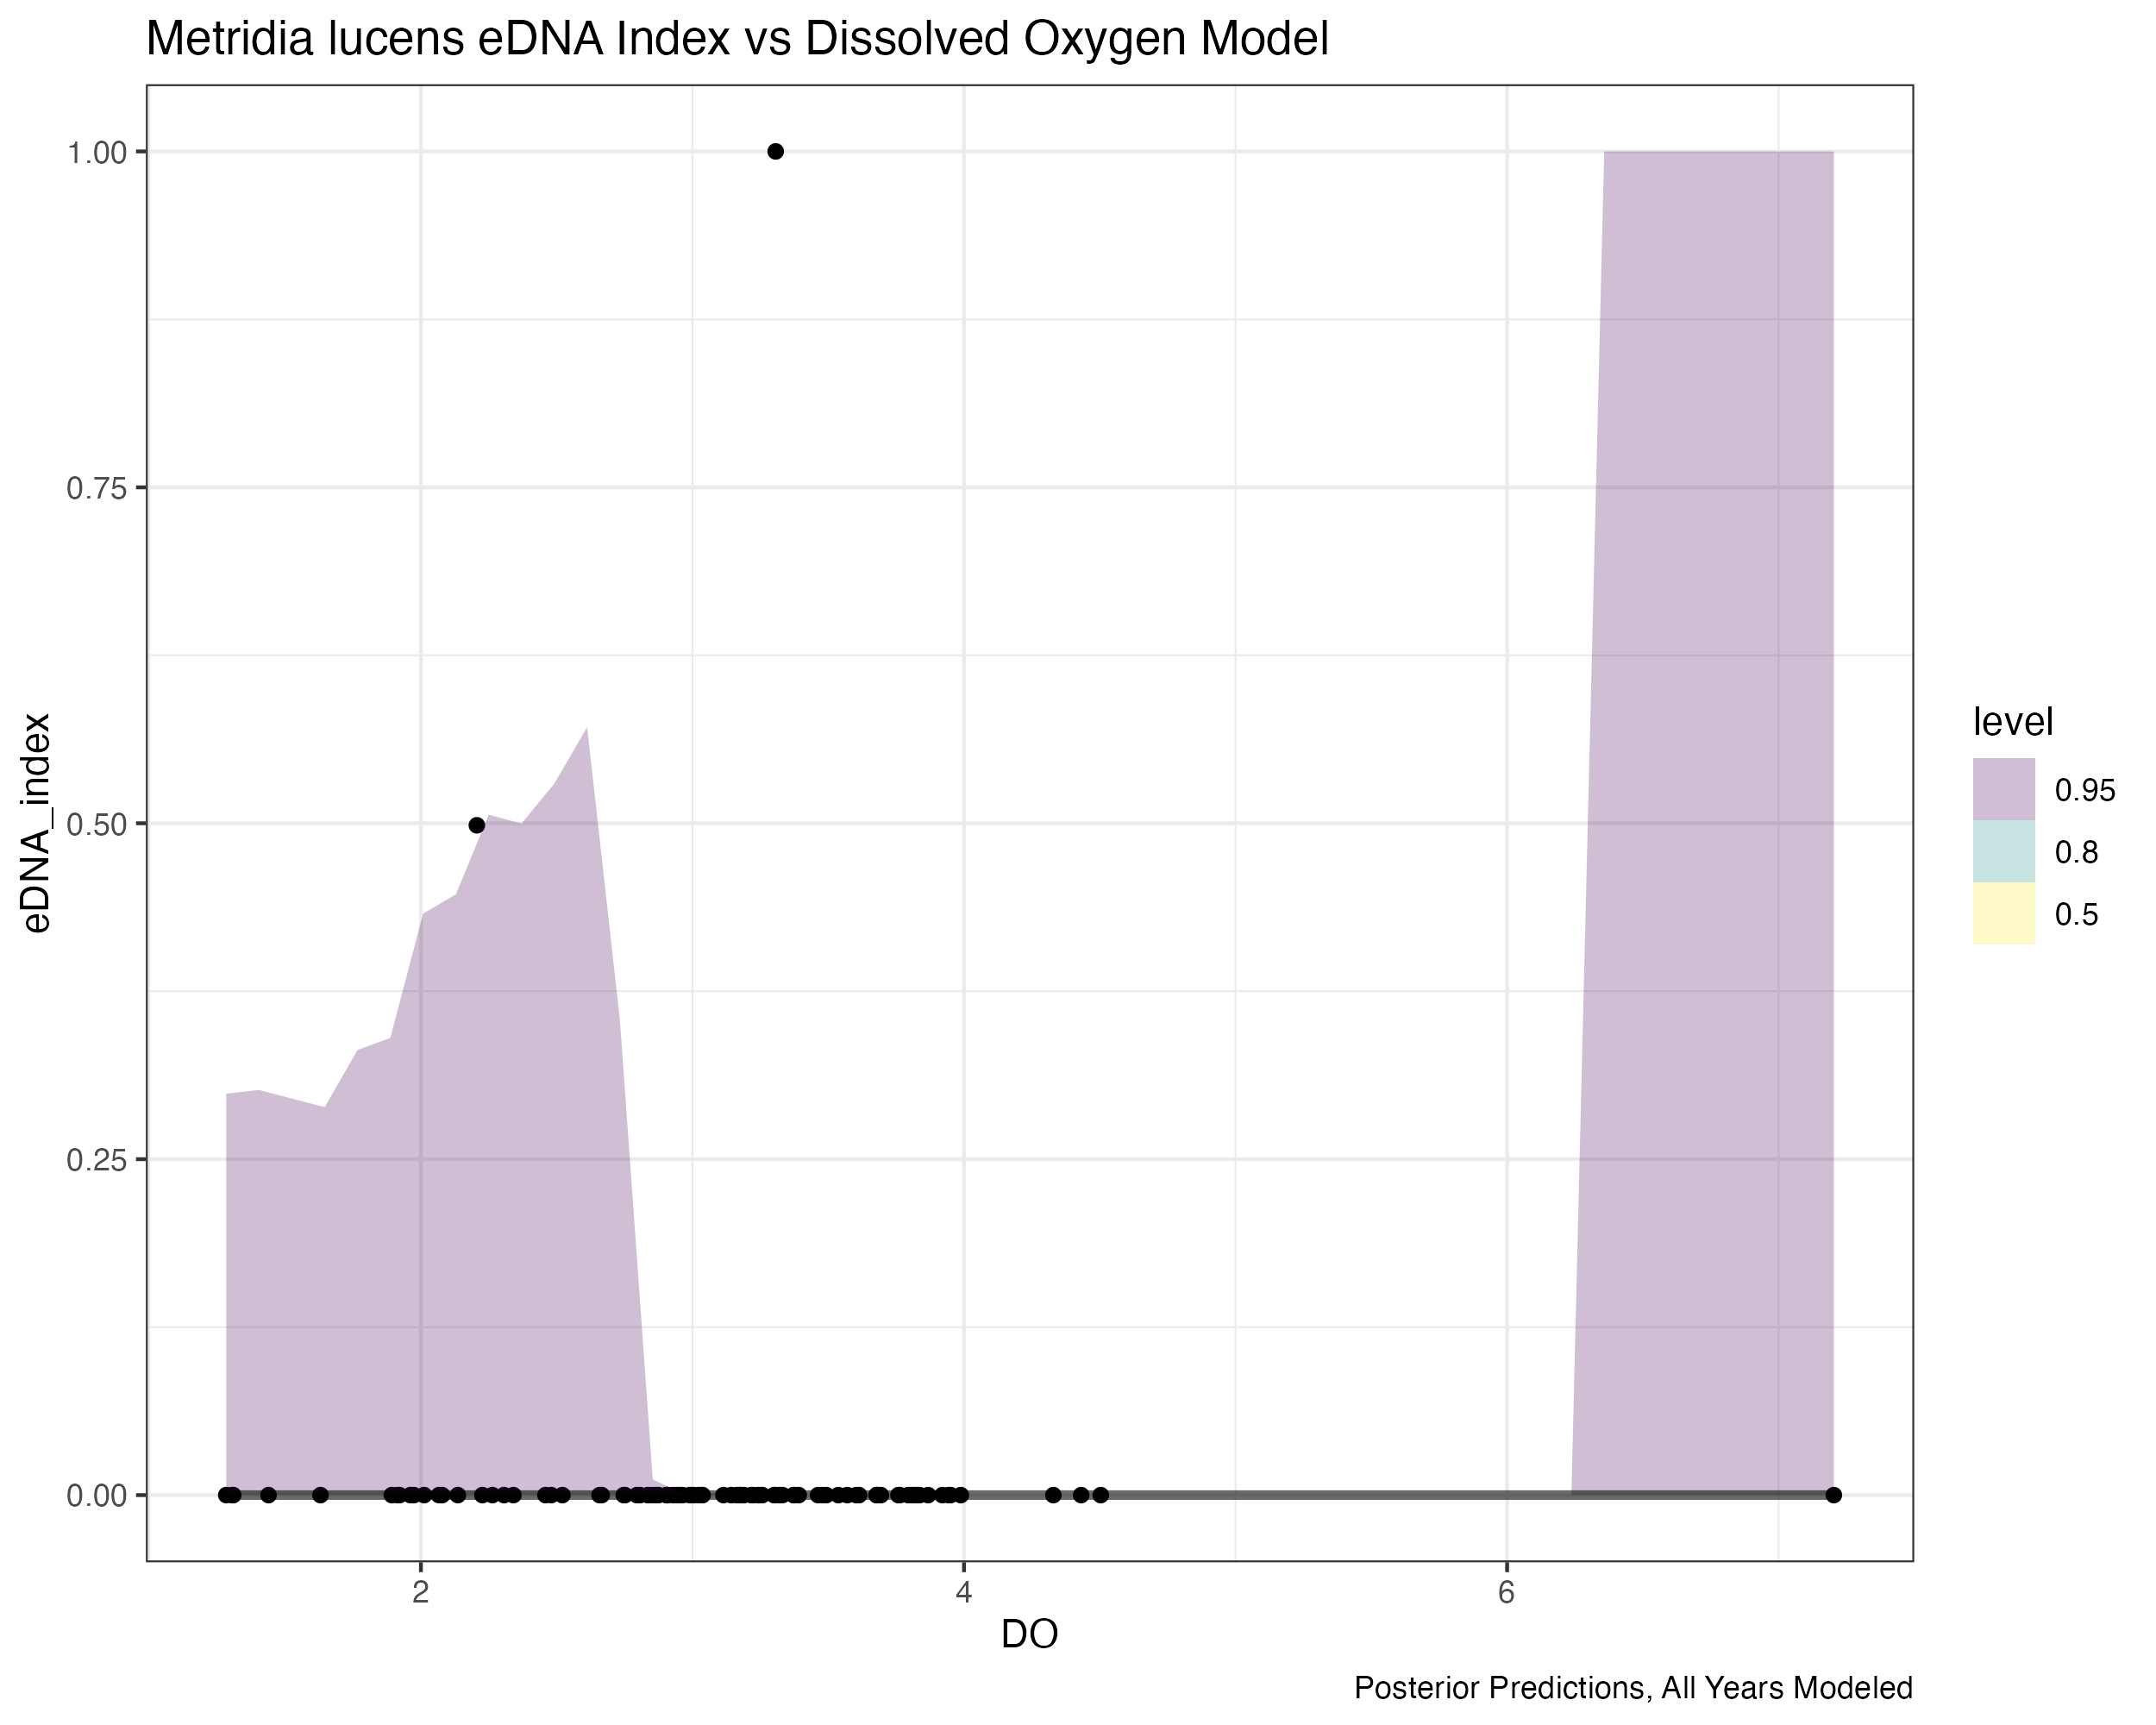 Metridia lucens eDNA Index vs Dissolved Oxygen Model
1.00
0.75
0.50
0.25
0.00
eDNA_index
2
4
6
DO
level
0.95
0.8
0.5
Posterior Predictions, All Years Modeled